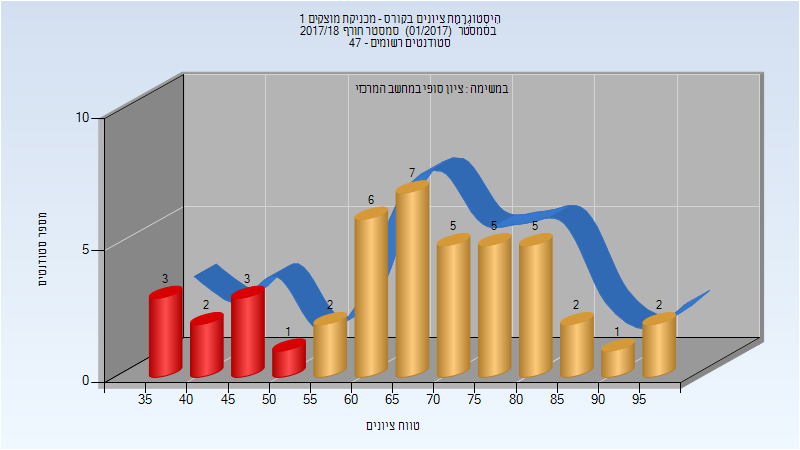 היסטוגרמת ציונים בקורס - מכניקת מוצקים 1
בסמסטר (01/2017) סמסטר חורף 2017/18
סטודנטים רשומים - 47
במשימה : ציון סופי במחשב המרכזי
מספר סטודנטים
10
5
0
3
2
3
1
2
6
7
5
5
5
2
1
2
35 40 45 50 55 60 65 70 75 80 85 90 95
טווח ציונים